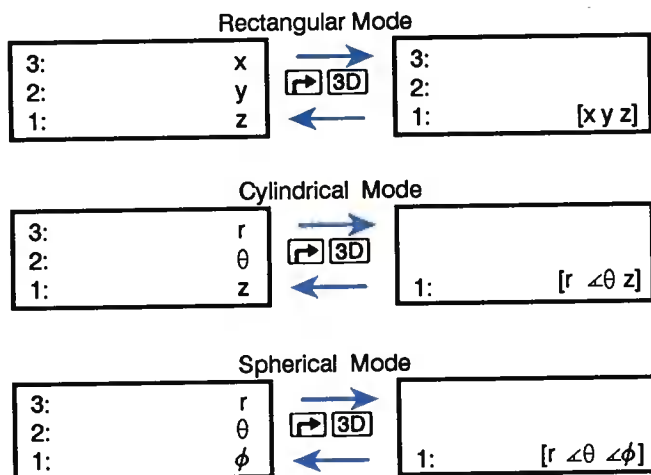 Rectangular Mode
3: x 3:
2: y ↱ 3D 2:
1: z 1: [x y z]
Cylindrical Mode
3: r
2: θ ↱ 3D
1: z 1: [r ∡θ z]
Spherical Mode
3: r
2: θ ↱ 3D
1: ϕ 1: [r ∡θ ∡ϕ]